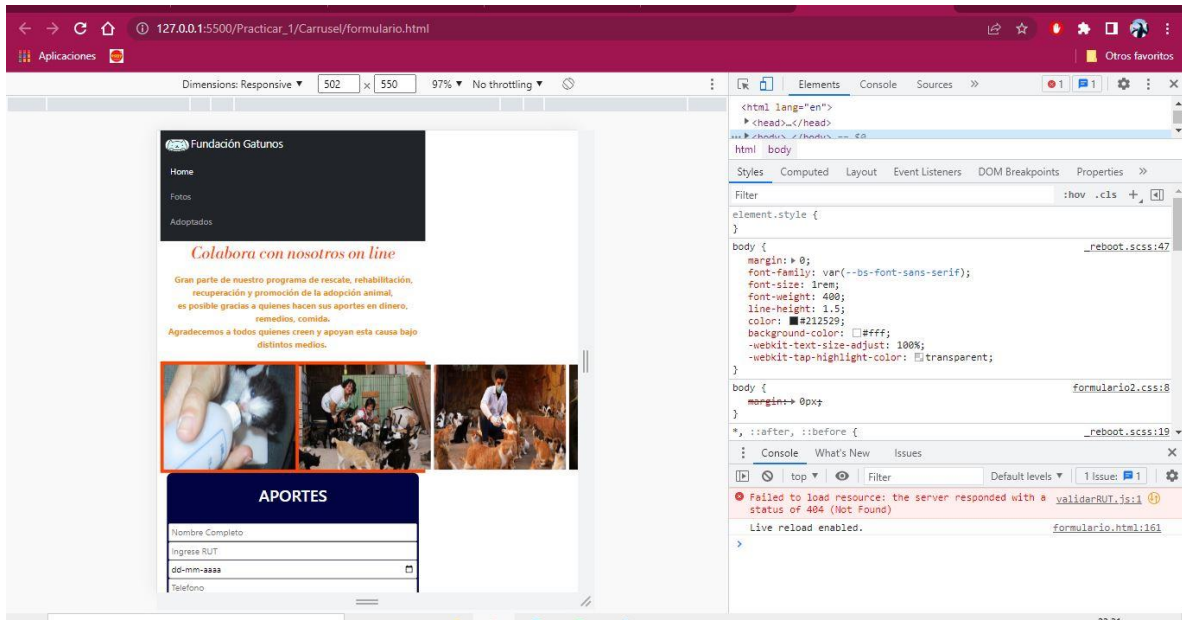 127.0.0.1:5500/Practicar_1/Carrusel/formulario.html
Aplicaciones
Otros favoritos
Dimensions: Responsive ▼ 502 x 550 97% ▼ No throttling ▼
Elements Console Sources » 1 1
<html lang="en">
<head>…</head>
<body> </body> == $0
html body
Styles Computed Layout Event Listeners DOM Breakpoints Properties »
Filter :hov .cls +
element.style {
}
body { _reboot.scss:47
margin: 0;
font-family: var(--bs-font-sans-serif);
font-size: 1rem;
font-weight: 400;
line-height: 1.5;
color: #212529;
background-color: #fff;
-webkit-text-size-adjust: 100%;
-webkit-tap-highlight-color: transparent;
}
body { formulario2.css:8
margin: 0px;
}
*, ::after, ::before { _reboot.scss:19
Console What's New Issues
top ▼ Filter Default levels ▼ 1 Issue: 1
Failed to load resource: the server responded with a validarRUT.js:1
status of 404 (Not Found)
Live reload enabled. formulario.html:161
>
Fundación Gatunos
Home
Fotos
Adoptados
Colabora con nosotros on line
Gran parte de nuestro programa de rescate, rehabilitación,
recuperación y promoción de la adopción animal,
es posible gracias a quienes hacen sus aportes en dinero,
remedios, comida.
Agradecemos a todos quienes creen y apoyan esta causa bajo
distintos medios.
APORTES
Nombre Completo
Ingrese RUT
dd-mm-aaaa
Telefono